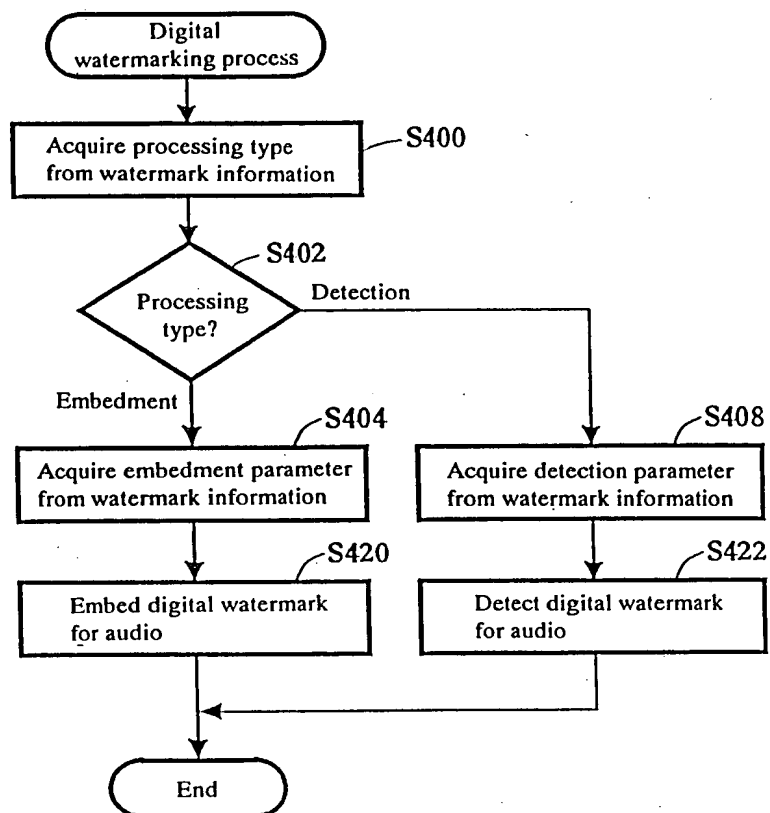 Digital
watermarking process
Acquire processing type
from watermark information
S400
S402
Processing
type?
Detection
Embedment
S404
Acquire embedment parameter
from watermark information
S408
Acquire detection parameter
from watermark information
S420
Embed digital watermark
for audio
S422
Detect digital watermark
for audio
End